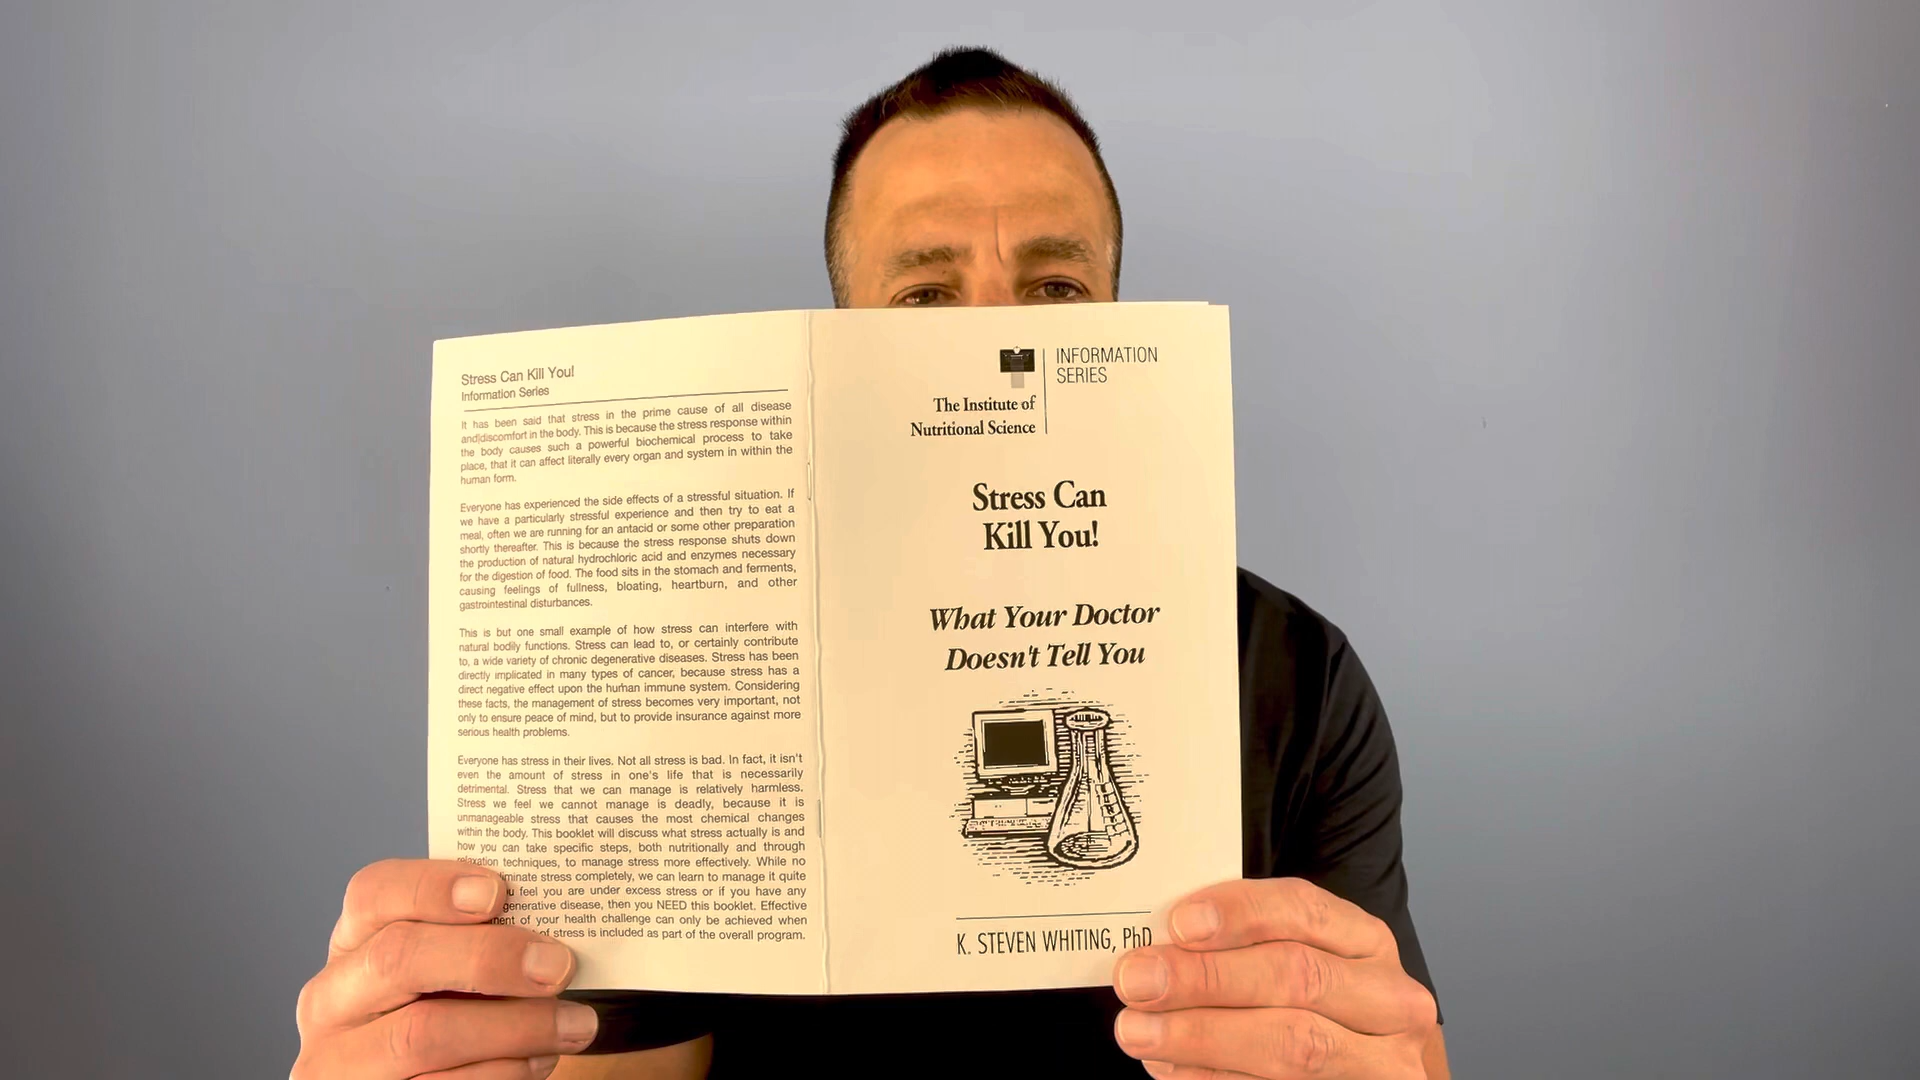 Stress Can Kill You!
Information Series
It has been said that stress in the prime cause of all disease
and discomfort in the body. This is because the stress response within
the body causes such a powerful biochemical process to take
place, that it can affect literally every organ and system in within the
human form.
Everyone has experienced the side effects of a stressful situation. If
we have a particularly stressful experience and then try to eat a
meal, often we are running for an antacid or some other preparation
shortly thereafter. This is because the stress response shuts down
the production of natural hydrochloric acid and enzymes necessary
for the digestion of food. The food sits in the stomach and ferments,
causing feelings of fullness, bloating, heartburn, and other
gastrointestinal disturbances.
This is but one small example of how stress can interfere with
natural bodily functions. Stress can lead to, or certainly contribute
to, a wide variety of chronic degenerative diseases. Stress has been
directly implicated in many types of cancer, because stress has a
direct negative effect upon the human immune system. Considering
these facts, the management of stress becomes very important, not
only to ensure peace of mind, but to provide insurance against more
serious health problems.
Everyone has stress in their lives. Not all stress is bad. In fact, it isn't
even the amount of stress in one's life that is necessarily
detrimental. Stress that we can manage is relatively harmless.
Stress we feel we cannot manage is deadly, because it is
unmanageable stress that causes the most chemical changes
within the body. This booklet will discuss what stress actually is and
how you can take specific steps, both nutritionally and through
relaxation techniques, to manage stress more effectively. While no
stress completely, we can learn to manage it quite
feel you are under excess stress or if you have any
disease, then you NEED this booklet. Effective
of your health challenge can only be achieved when
of stress is included as part of the overall program.
INFORMATION
SERIES
The Institute of
Nutritional Science
Stress Can
Kill You!
What Your Doctor
Doesn't Tell You
K. STEVEN WHITING, PhD